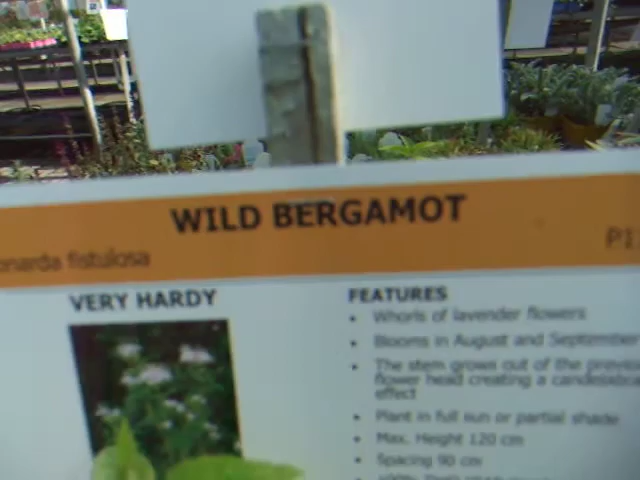 WILD BERGAMOT
onarda fistulosa
VERY HARDY
FEATURES
• Whorls of lavender flowers
• Blooms in August and September
• The stem grows out of the previo
flower head creating a candelab
effect
• Plant in full sun or partial shade
• Max. Height 120 cm
• Spacing 90 cm